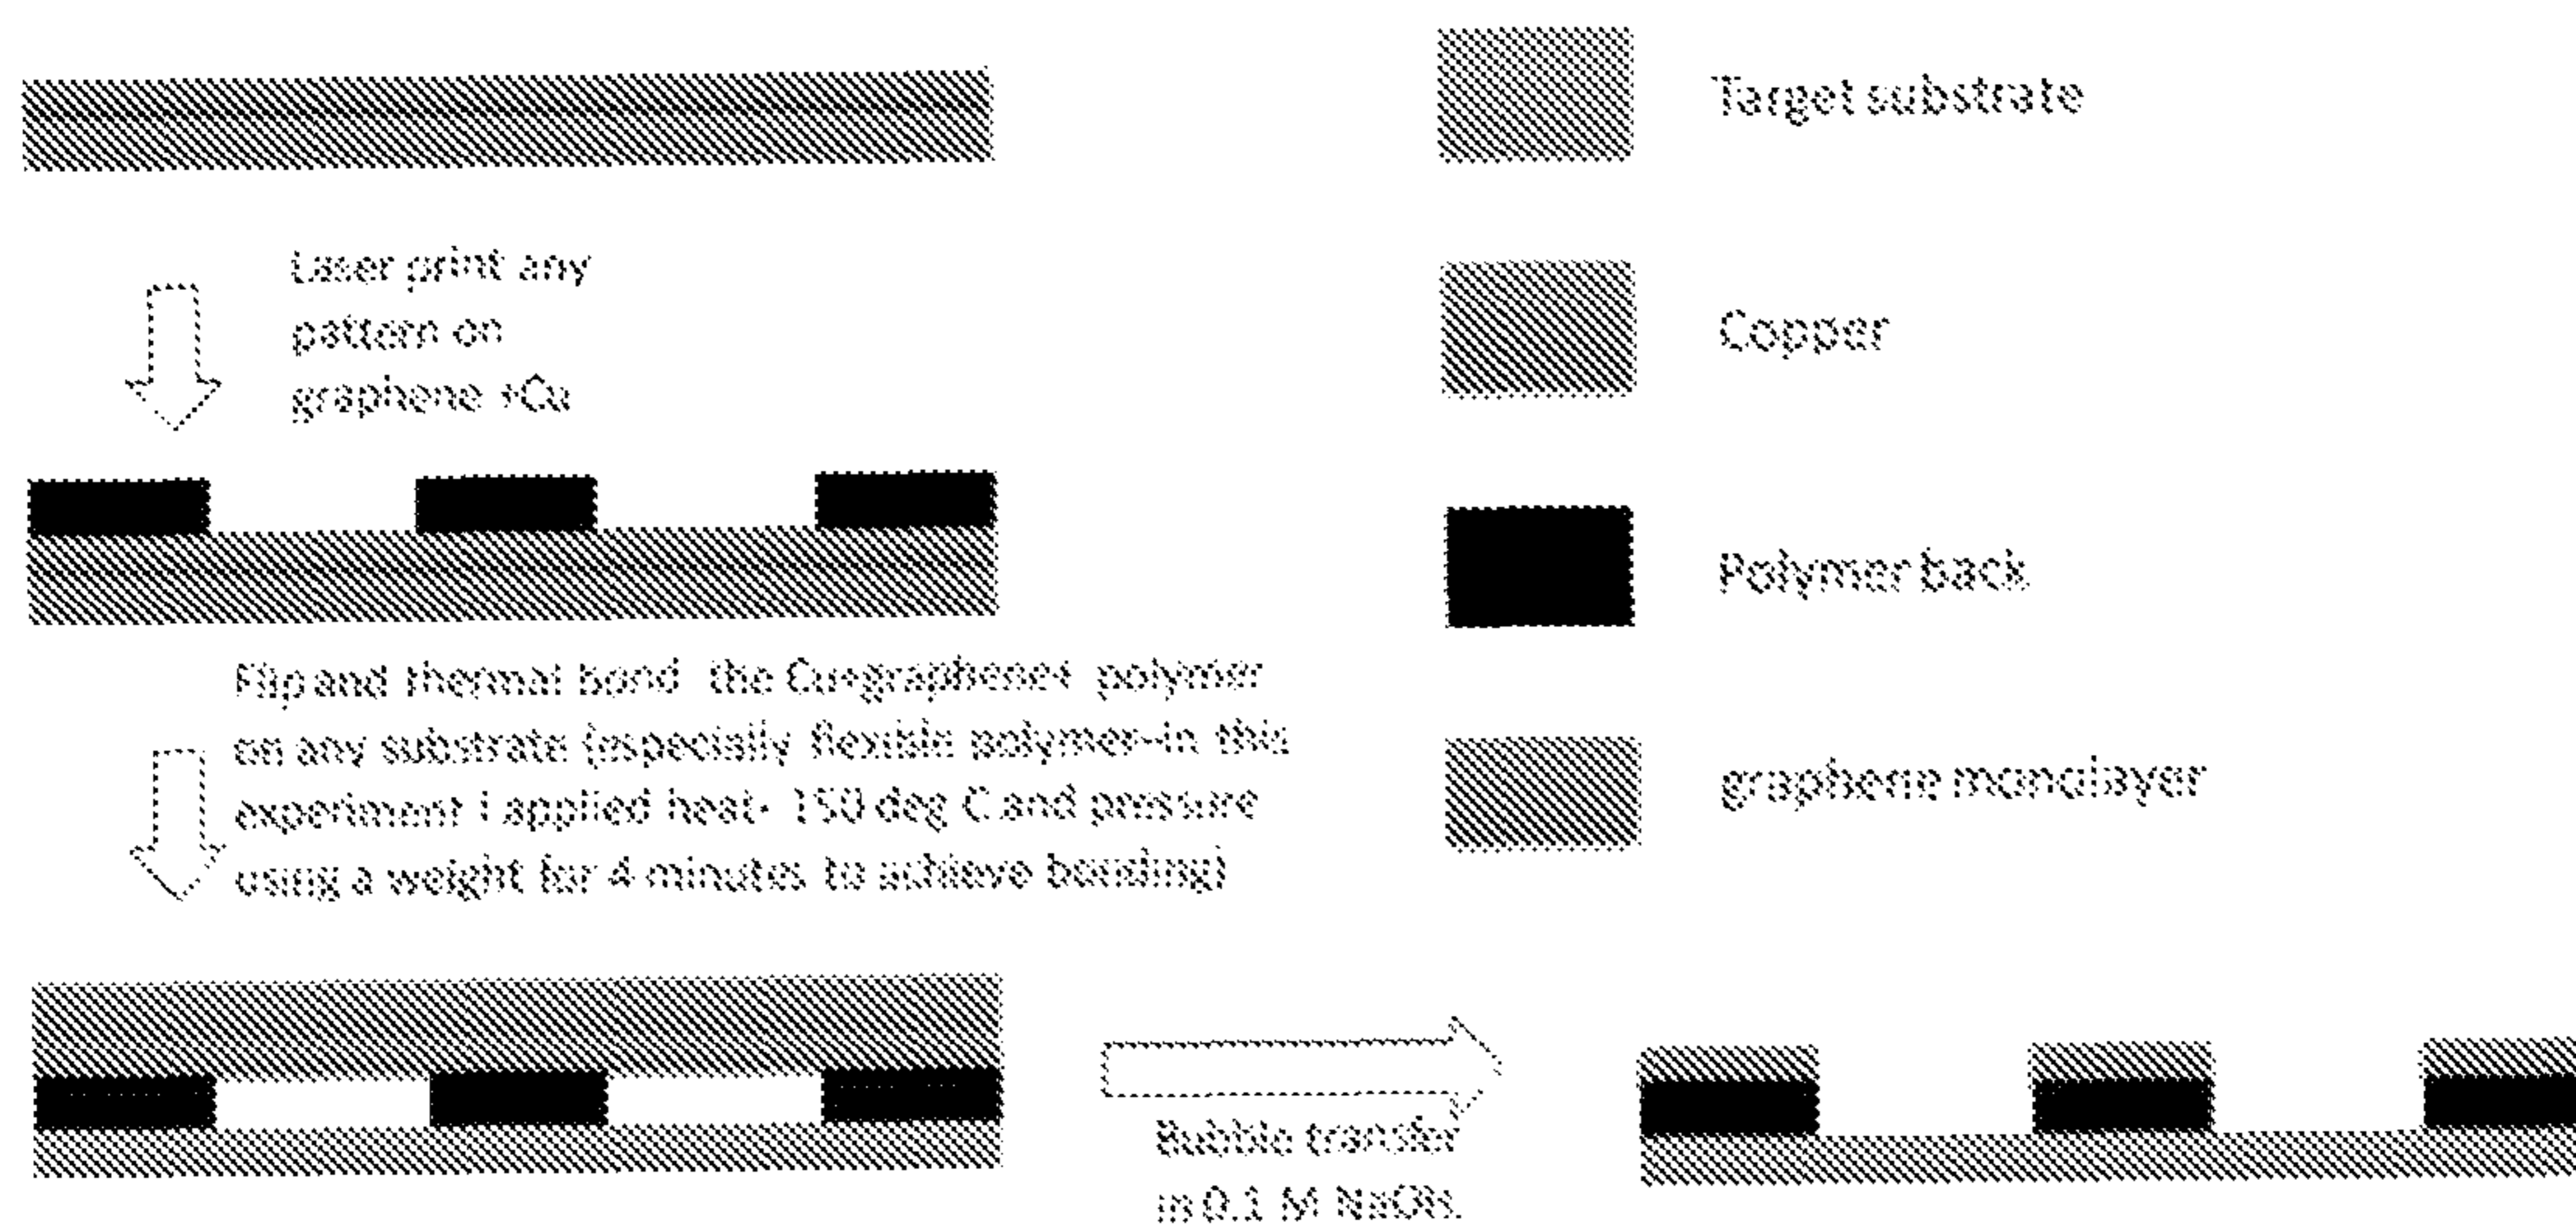 Laser print any
pattern on
graphene +Cu
Flip and thermal bond the Cu+graphene+ polymer
on any substrate (especially flexible polymer-in this
experiment I applied heat- 150 deg C and pressure
using a weight for 4 minutes to achieve bonding)
Bubble transfer
in 0.1 M NaOH.
Target substrate
Copper
Polymer back
graphene monolayer